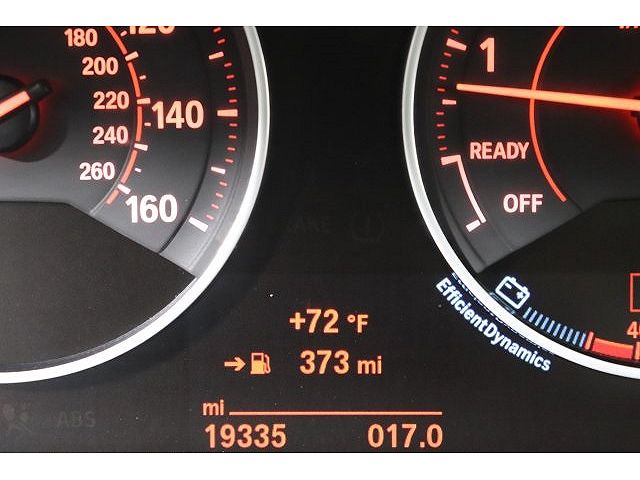 180 120
200
220 140
240
260
160
1
READY
OFF
EfficientDynamics
+72 °F
373 mi
mi
19335 017.0
ABS